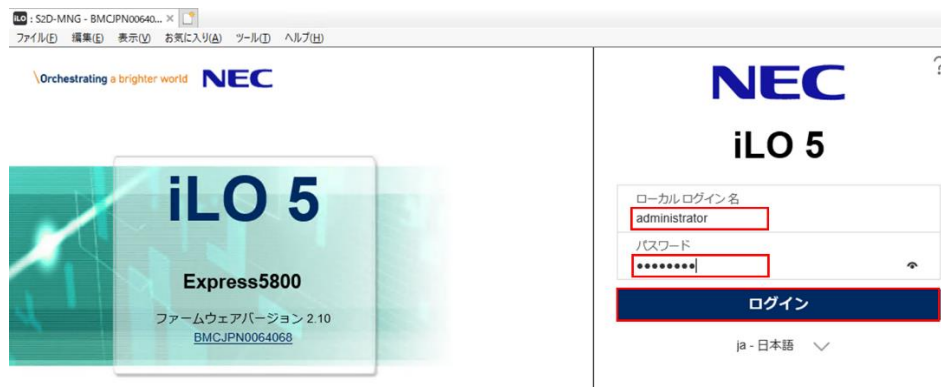 iLO : S2D-MNG - BMCJPN00640... ×
ファイル(F) 編集(E) 表示(V) お気に入り(A) ツール(T) ヘルプ(H)
\Orchestrating a brighter world NEC
iLO 5
Express5800
ファームウェアバージョン 2.10
BMCJPN0064068
?
NEC
iLO 5
ローカルログイン名
administrator
パスワード
••••••••
ログイン
ja - 日本語